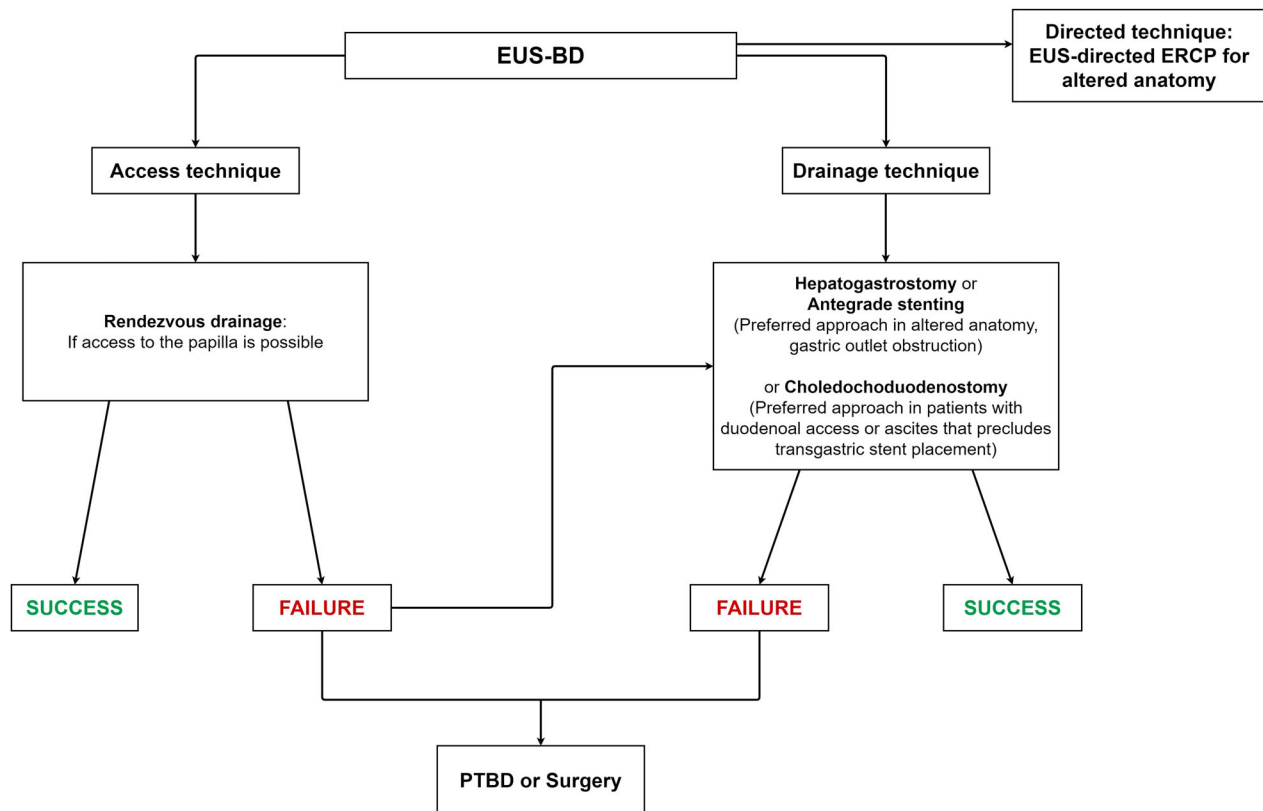 EUS-BD
Directed technique:
EUS-directed ERCP for
altered anatomy
Access technique
Drainage technique
Rendezvous drainage:
If access to the papilla is possible
Hepatogastrostomy or
Antegrade stenting
(Preferred approach in altered anatomy,
gastric outlet obstruction)
or Choledochoduodenostomy
(Preferred approach in patients with
duodenoal access or ascites that precludes
transgastric stent placement)
SUCCESS
FAILURE
FAILURE
SUCCESS
PTBD or Surgery